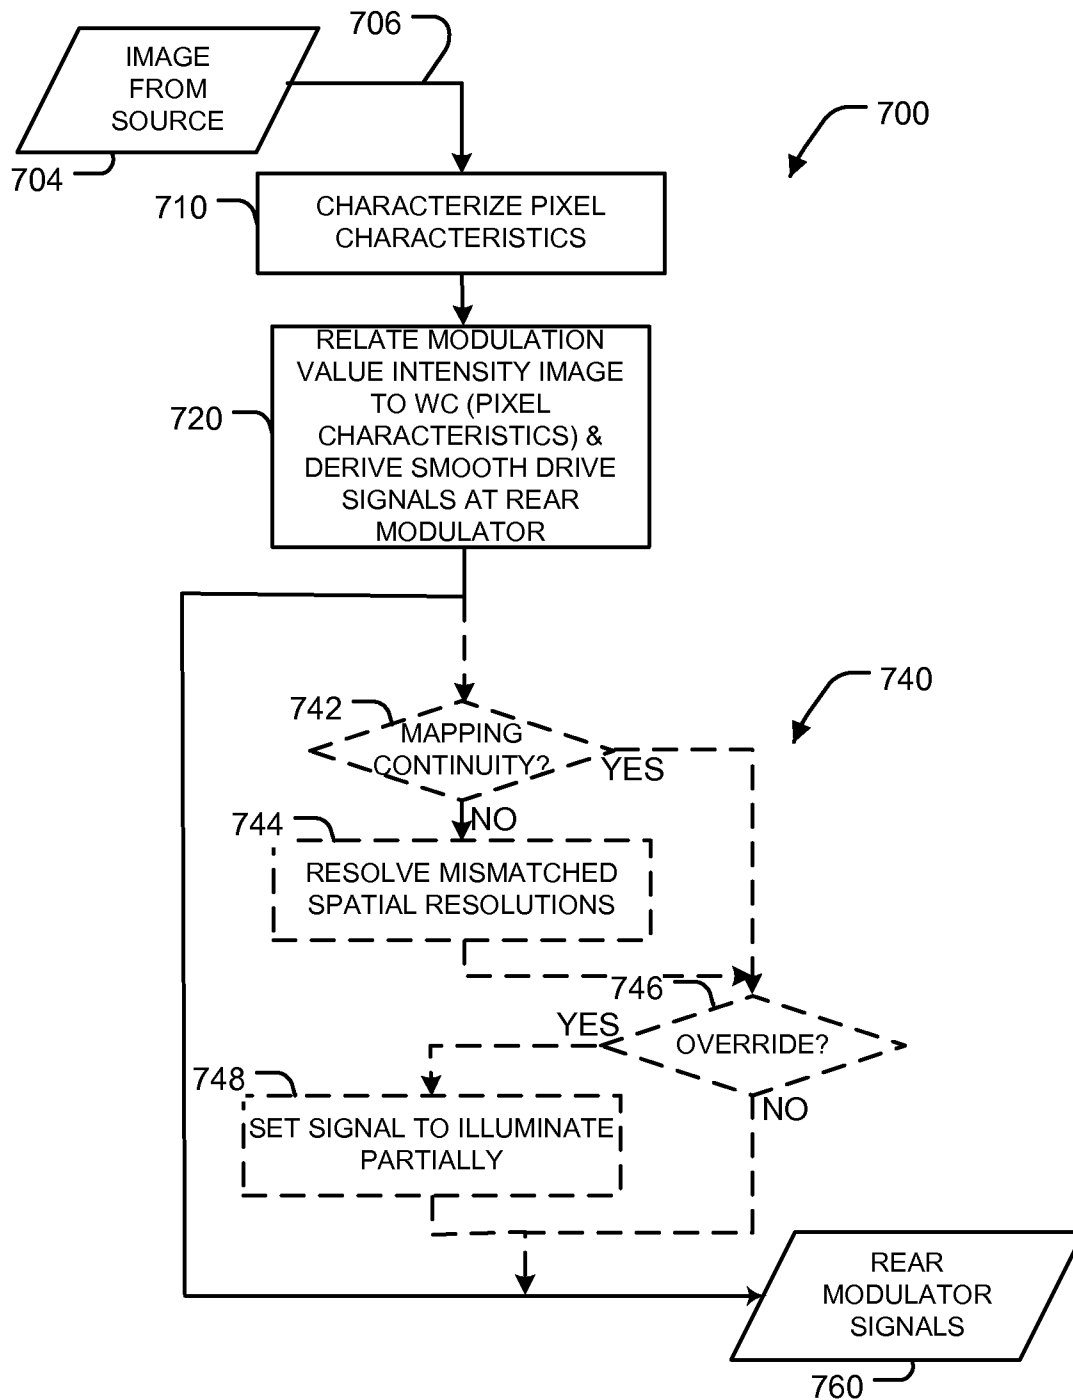 706
IMAGE
FROM
SOURCE
704
700
710
CHARACTERIZE PIXEL
CHARACTERISTICS
720
RELATE MODULATION
VALUE INTENSITY IMAGE
TO WC (PIXEL
CHARACTERISTICS) &
DERIVE SMOOTH DRIVE
SIGNALS AT REAR
MODULATOR
740
742
MAPPING
CONTINUITY?
YES
NO
744
RESOLVE MISMATCHED
SPATIAL RESOLUTIONS
746
YES
OVERRIDE?
NO
748
SET SIGNAL TO ILLUMINATE
PARTIALLY
REAR
MODULATOR
SIGNALS
760